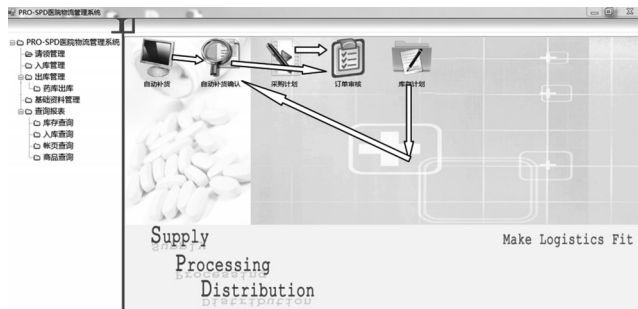 PRO-SPD医院物流管理系统
PRO-SPD医院物流管理系统
请领管理
入库管理
出库管理
药库出库
基础资料管理
查询报表
库存查询
入库查询
帐页查询
商品查询
自动补货
自动补货确认
采购计划
订单审核
库存计划
Supply
Processing
Distribution
Make Logistics Fit